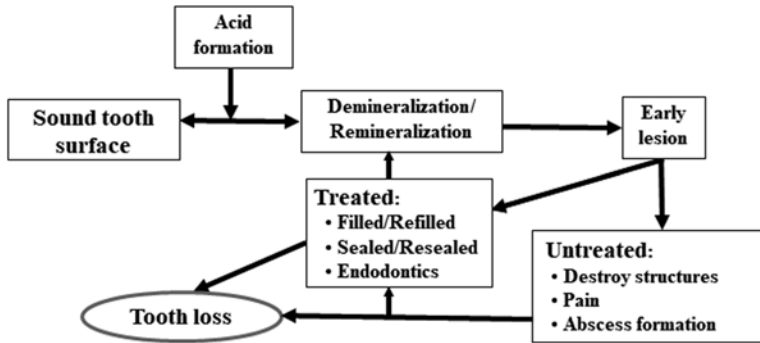 Acid
formation
Sound tooth
surface
Demineralization/
Remineralization
Early
lesion
Treated:
• Filled/Refilled
• Sealed/Resealed
• Endodontics
Untreated:
• Destroy structures
• Pain
• Abscess formation
Tooth loss